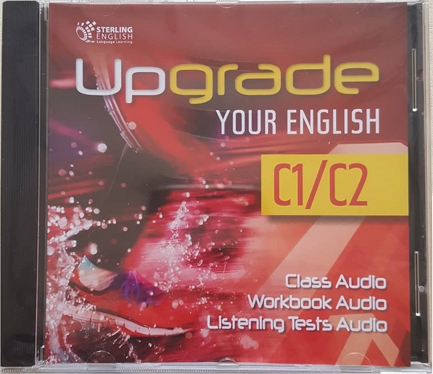 STERLING
ENGLISH
Language Learning
Upgrade
YOUR ENGLISH
C1/C2
Class Audio
Workbook Audio
Listening Tests Audio